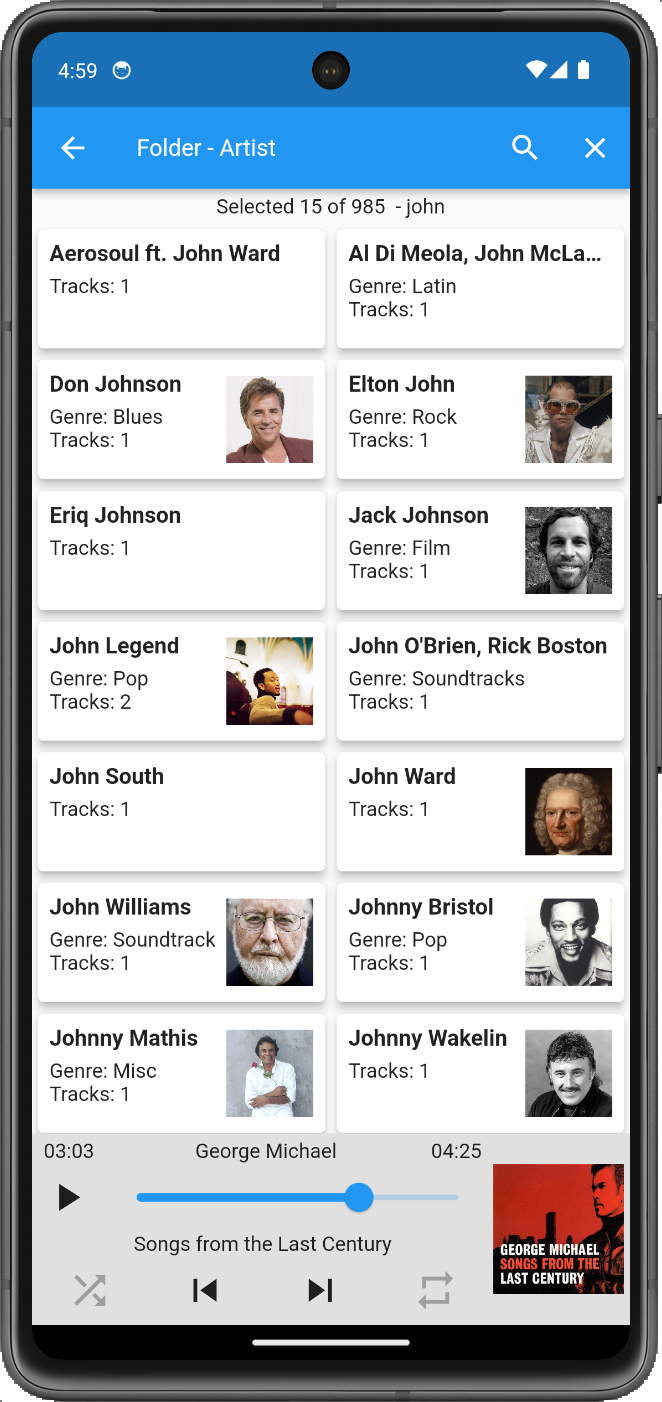 4:59
Folder - Artist
Selected 15 of 985 - john
Aerosoul ft. John Ward
Tracks: 1
Al Di Meola, John McLa...
Genre: Latin
Tracks: 1
Don Johnson
Genre: Blues
Tracks: 1
Elton John
Genre: Rock
Tracks: 1
Eriq Johnson
Tracks: 1
Jack Johnson
Genre: Film
Tracks: 1
John Legend
Genre: Pop
Tracks: 2
John O'Brien, Rick Boston
Genre: Soundtracks
Tracks: 1
John South
Tracks: 1
John Ward
Tracks: 1
John Williams
Genre: Soundtrack
Tracks: 1
Johnny Bristol
Genre: Pop
Tracks: 1
Johnny Mathis
Genre: Misc
Tracks: 1
Johnny Wakelin
Tracks: 1
03:03
George Michael
04:25
Songs from the Last Century
GEORGE MICHAEL
SONGS FROM THE
LAST CENTURY